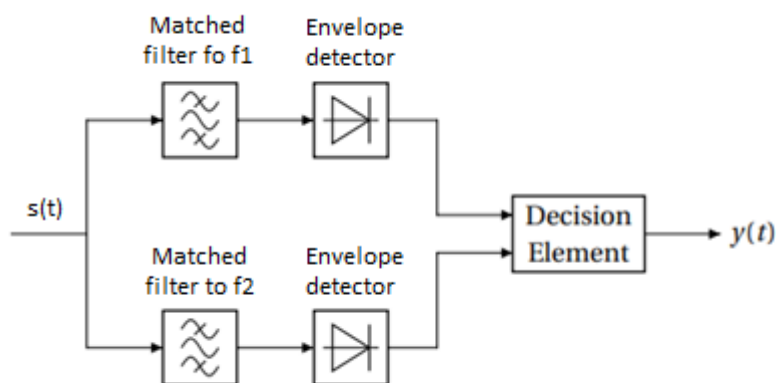 Matched
filter fo f1
Envelope
detector
s(t)
Decision
Element
y(t)
Matched
filter to f2
Envelope
detector